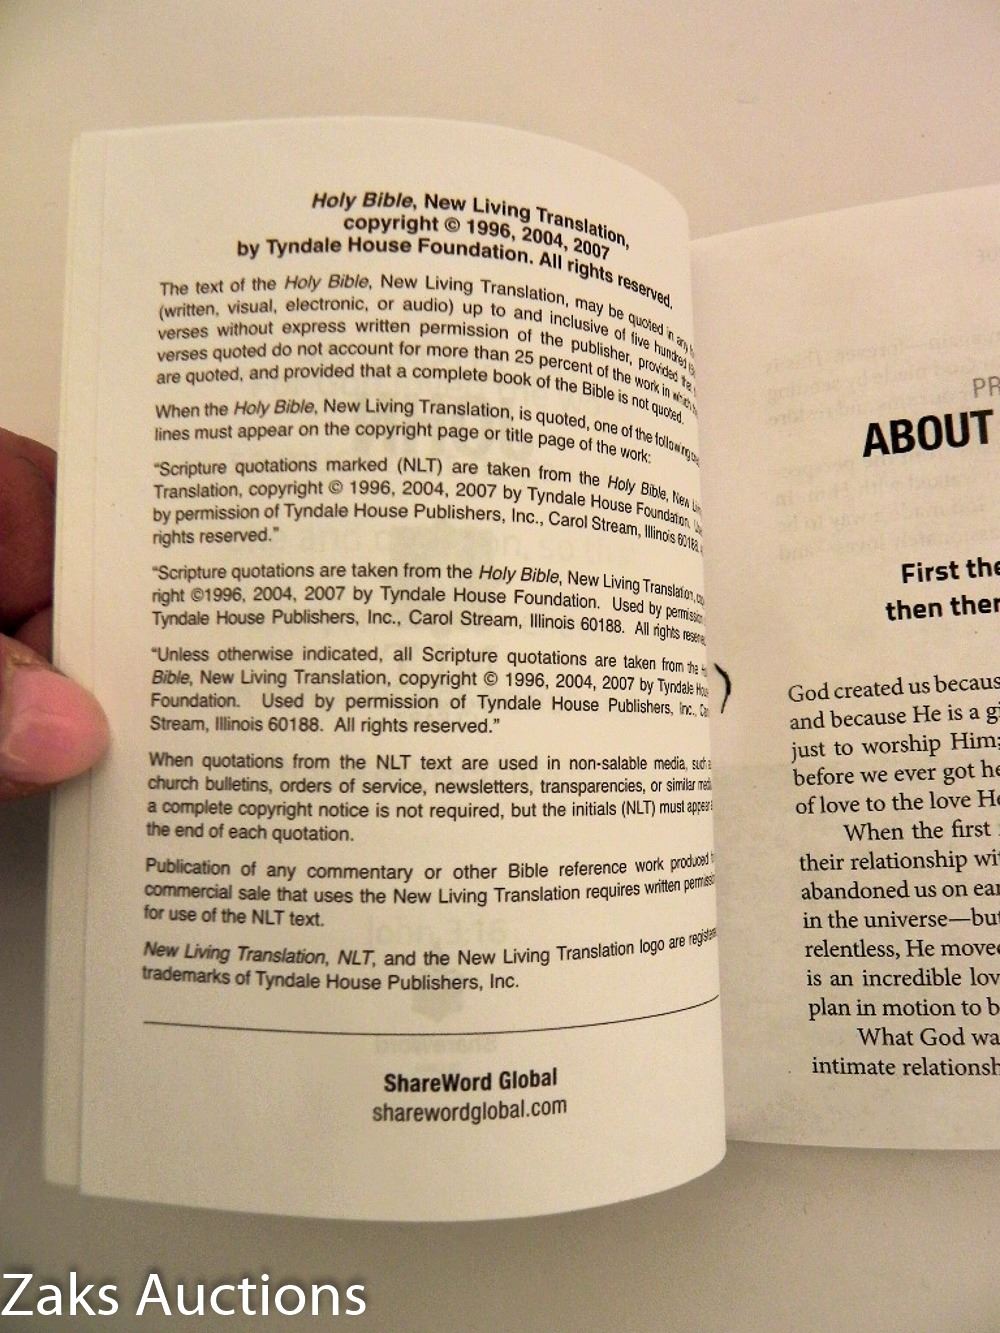 Holy Bible, New Living Translation,
copyright © 1996, 2004, 2007
by Tyndale House Foundation. All rights reserved.
The text of the Holy Bible, New Living Translation, may be quoted in any
(written, visual, electronic, or audio) up to and inclusive of five hundred
verses without express written permission of the publisher, provided that
verses quoted do not account for more than 25 percent of the work in which
are quoted, and provided that a complete book of the Bible is not quoted.
When the Holy Bible, New Living Translation, is quoted, one of the following
lines must appear on the copyright page or title page of the work:
“Scripture quotations marked (NLT) are taken from the Holy Bible, New
Translation, copyright © 1996, 2004, 2007 by Tyndale House Foundation.
by permission of Tyndale House Publishers, Inc., Carol Stream, Illinois 60188.
rights reserved.”
“Scripture quotations are taken from the Holy Bible, New Living Translation,
right ©1996, 2004, 2007 by Tyndale House Foundation. Used by permission
Tyndale House Publishers, Inc., Carol Stream, Illinois 60188. All rights
“Unless otherwise indicated, all Scripture quotations are taken from the
Bible, New Living Translation, copyright © 1996, 2004, 2007 by Tyndale
Foundation. Used by permission of Tyndale House Publishers, Inc.,
Stream, Illinois 60188. All rights reserved.”
When quotations from the NLT text are used in non-salable media, such
church bulletins, orders of service, newsletters, transparencies, or similar
a complete copyright notice is not required, but the initials (NLT) must appear
the end of each quotation.
Publication of any commentary or other Bible reference work produced
commercial sale that uses the New Living Translation requires written
for use of the NLT text.
New Living Translation, NLT, and the New Living Translation logo are
trademarks of Tyndale House Publishers, Inc.
ShareWord Global
sharewordglobal.com
PR
ABOUT
First the
then ther
God created us becaus
and because He is a g
just to worship Him;
before we ever got he
of love to the love He
When the first
their relationship wi
abandoned us on ear
in the universe—but
relentless, He moved
is an incredible lov
plan in motion to b
What God wa
intimate relationsh
Zaks Auctions